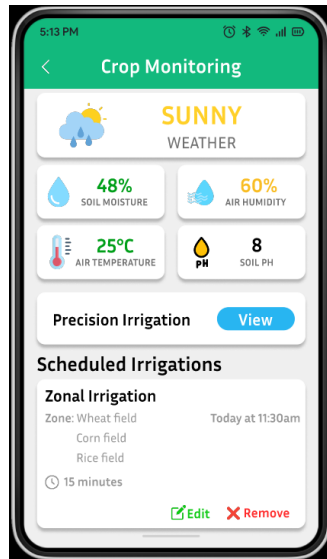 5:13 PM
Crop Monitoring
SUNNY
WEATHER
48%
SOIL MOISTURE
60%
AIR HUMIDITY
25°C
AIR TEMPERATURE
PH
8
SOIL PH
Precision Irrigation
View
Scheduled Irrigations
Zonal Irrigation
Zone: Wheat field
Today at 11:30am
Corn field
Rice field
15 minutes
Edit
Remove